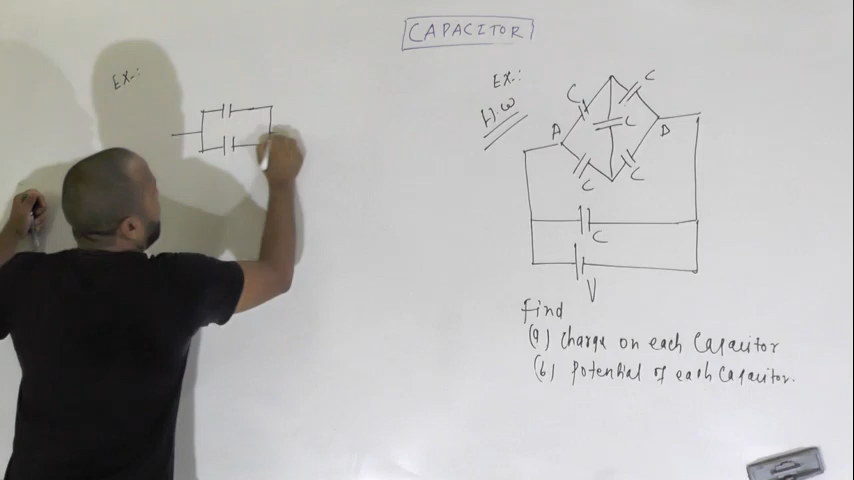 CAPACITOR
EX-:
EX-:
H.W
C
C
A
C
B
C
C
C
V
Find
(a) Charge on each Capacitor
(b) Potential of each Capacitor.